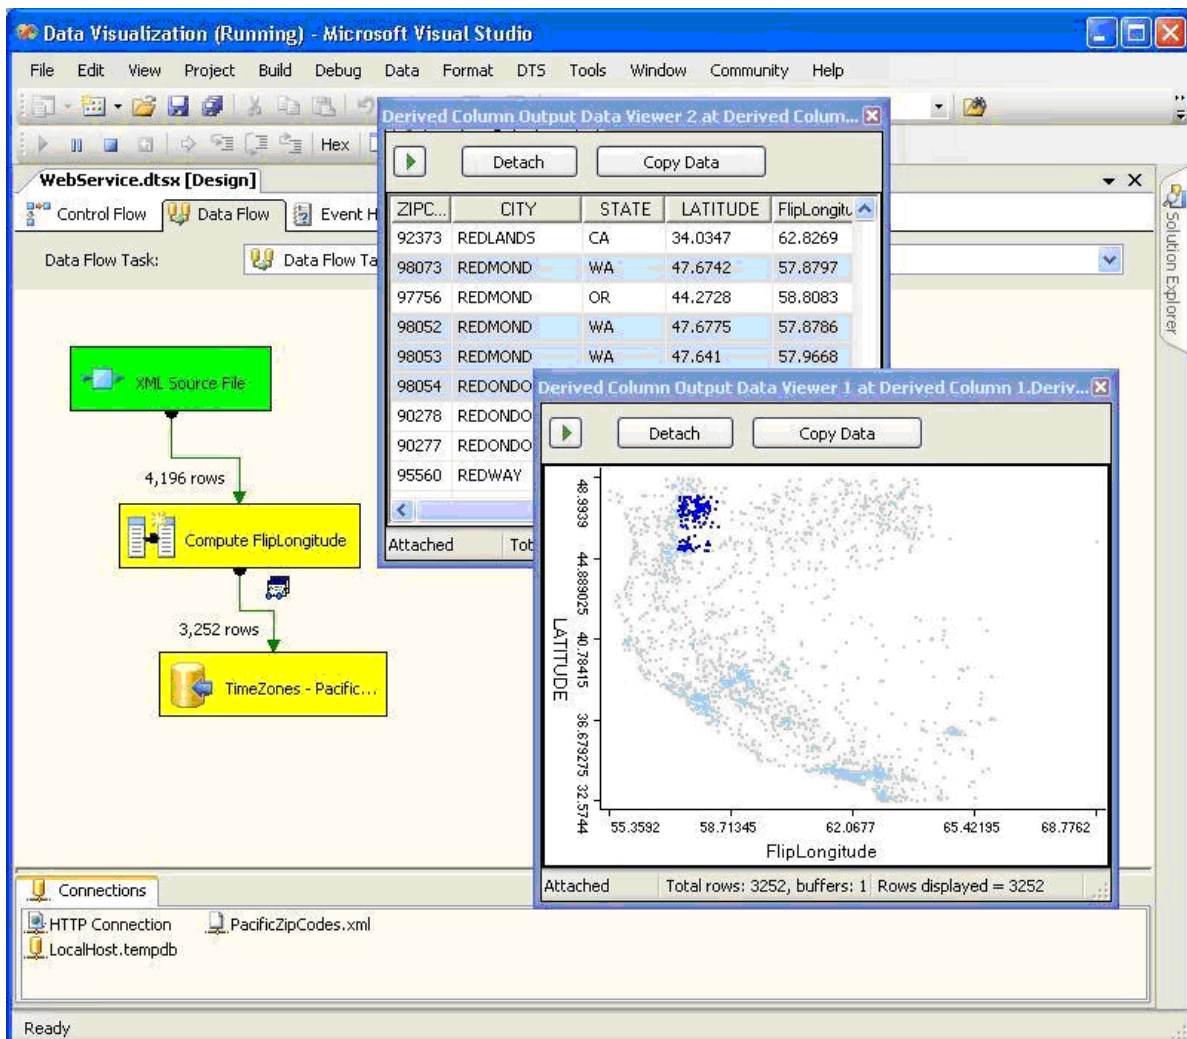 Data Visualization (Running) - Microsoft Visual Studio
File Edit View Project Build Debug Data Format DTS Tools Window Community Help
Hex
WebService.dtsx [Design]
Control Flow Data Flow Event H
Data Flow Task: Data Flow Ta
Solution Explorer
XML Source File
4,196 rows
Compute FlipLongitude
3,252 rows
TimeZones - Pacific...
Derived Column Output Data Viewer 2 at Derived Colum...
Detach Copy Data
ZIPC... CITY STATE LATITUDE FlipLongitu
92373 REDLANDS CA 34.0347 62.8269
98073 REDMOND WA 47.6742 57.8797
97756 REDMOND OR 44.2728 58.8083
98052 REDMOND WA 47.6775 57.8786
98053 REDMOND WA 47.641 57.9668
98054 REDONDO
90278 REDONDO
90277 REDONDO
95560 REDWAY
Attached Tot
Derived Column Output Data Viewer 1 at Derived Column 1.Deriv...
Detach Copy Data
48.9939
44.889025
40.78415
36.679275
32.5744
LATITUDE
55.3592 58.71345 62.0677 65.42195 68.7762
FlipLongitude
Attached Total rows: 3252, buffers: 1 Rows displayed = 3252
Connections
HTTP Connection PacificZipCodes.xml
LocalHost.tempdb
Ready